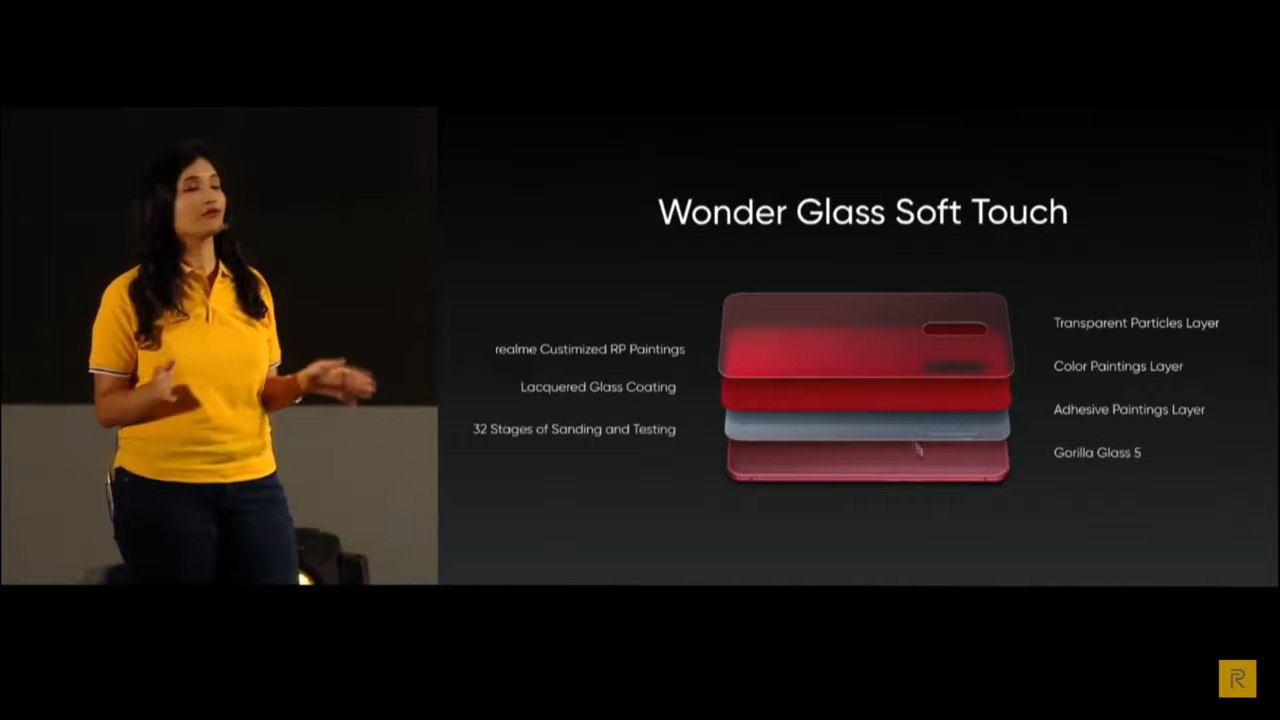 Wonder Glass Soft Touch
realme Custimized RP Paintings
Lacquered Glass Coating
32 Stages of Sanding and Testing
Transparent Particles Layer
Color Paintings Layer
Adhesive Paintings Layer
Gorilla Glass 5
R